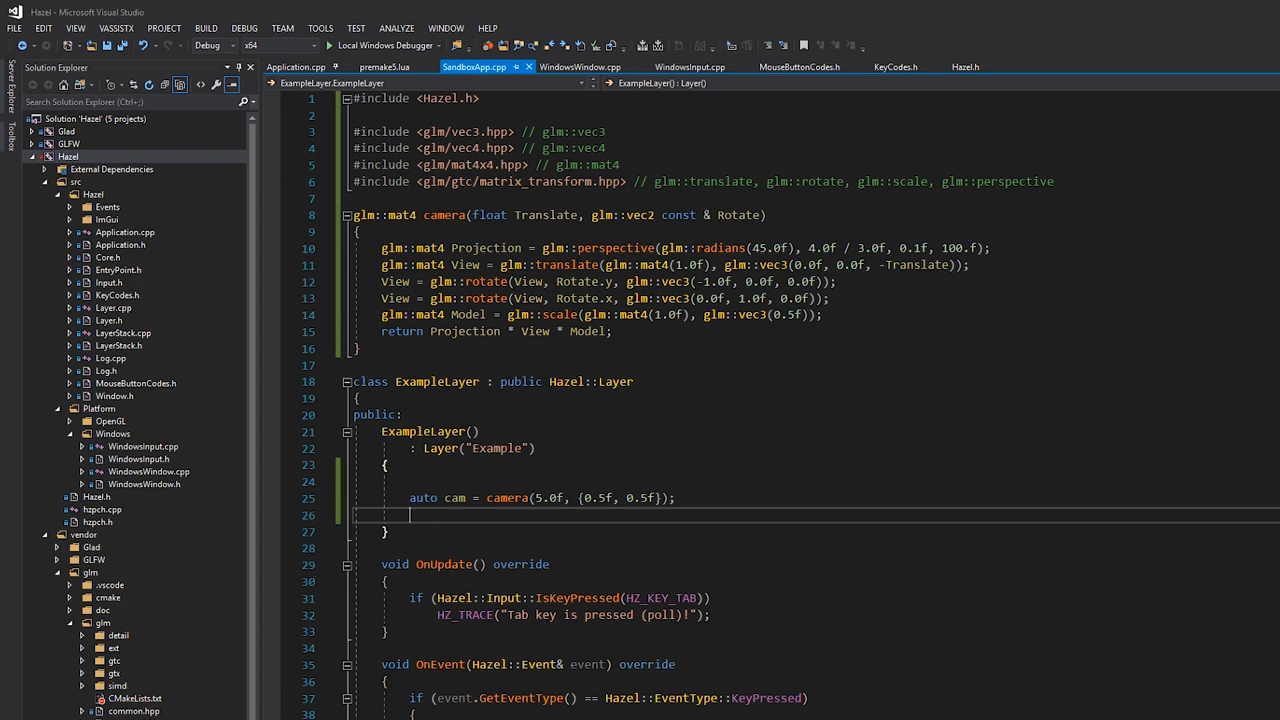 Hazel - Microsoft Visual Studio
FILE EDIT VIEW VASSISTX PROJECT BUILD DEBUG TEAM TOOLS TEST ANALYZE WINDOW HELP
Debug x64 Local Windows Debugger
Server Explorer
Toolbox
Solution Explorer
Search Solution Explorer (Ctrl+;)
Solution 'Hazel' (5 projects)
Glad
GLFW
Hazel
External Dependencies
src
Hazel
Events
ImGui
Application.cpp
Application.h
Core.h
EntryPoint.h
Input.h
KeyCodes.h
Layer.cpp
Layer.h
LayerStack.cpp
LayerStack.h
Log.cpp
Log.h
MouseButtonCodes.h
Window.h
Platform
OpenGL
Windows
WindowsInput.cpp
WindowsInput.h
WindowsWindow.cpp
WindowsWindow.h
Hazel.h
hzpch.cpp
hzpch.h
vendor
Glad
GLFW
glm
.vscode
cmake
doc
glm
detail
ext
gtc
gtx
simd
CMakeLists.txt
common.hpp
Application.cpp premake5.lua SandboxApp.cpp WindowsWindow.cpp WindowsInput.cpp MouseButtonCodes.h KeyCodes.h Hazel.h
ExampleLayer.ExampleLayer ExampleLayer() : Layer()
1 #include <Hazel.h>
2
3 #include <glm/vec3.hpp> // glm::vec3
4 #include <glm/vec4.hpp> // glm::vec4
5 #include <glm/mat4x4.hpp> // glm::mat4
6 #include <glm/gtc/matrix_transform.hpp> // glm::translate, glm::rotate, glm::scale, glm::perspective
7
8 glm::mat4 camera(float Translate, glm::vec2 const & Rotate)
9 {
10 glm::mat4 Projection = glm::perspective(glm::radians(45.0f), 4.0f / 3.0f, 0.1f, 100.f);
11 glm::mat4 View = glm::translate(glm::mat4(1.0f), glm::vec3(0.0f, 0.0f, -Translate));
12 View = glm::rotate(View, Rotate.y, glm::vec3(-1.0f, 0.0f, 0.0f));
13 View = glm::rotate(View, Rotate.x, glm::vec3(0.0f, 1.0f, 0.0f));
14 glm::mat4 Model = glm::scale(glm::mat4(1.0f), glm::vec3(0.5f));
15 return Projection * View * Model;
16 }
17
18 class ExampleLayer : public Hazel::Layer
19 {
20 public:
21 ExampleLayer()
22 : Layer("Example")
23 {
24
25 auto cam = camera(5.0f, {0.5f, 0.5f});
26
27 }
28
29 void OnUpdate() override
30 {
31 if (Hazel::Input::IsKeyPressed(HZ_KEY_TAB))
32 HZ_TRACE("Tab key is pressed (poll)!");
33 }
34
35 void OnEvent(Hazel::Event& event) override
36 {
37 if (event.GetEventType() == Hazel::EventType::KeyPressed)
38 {